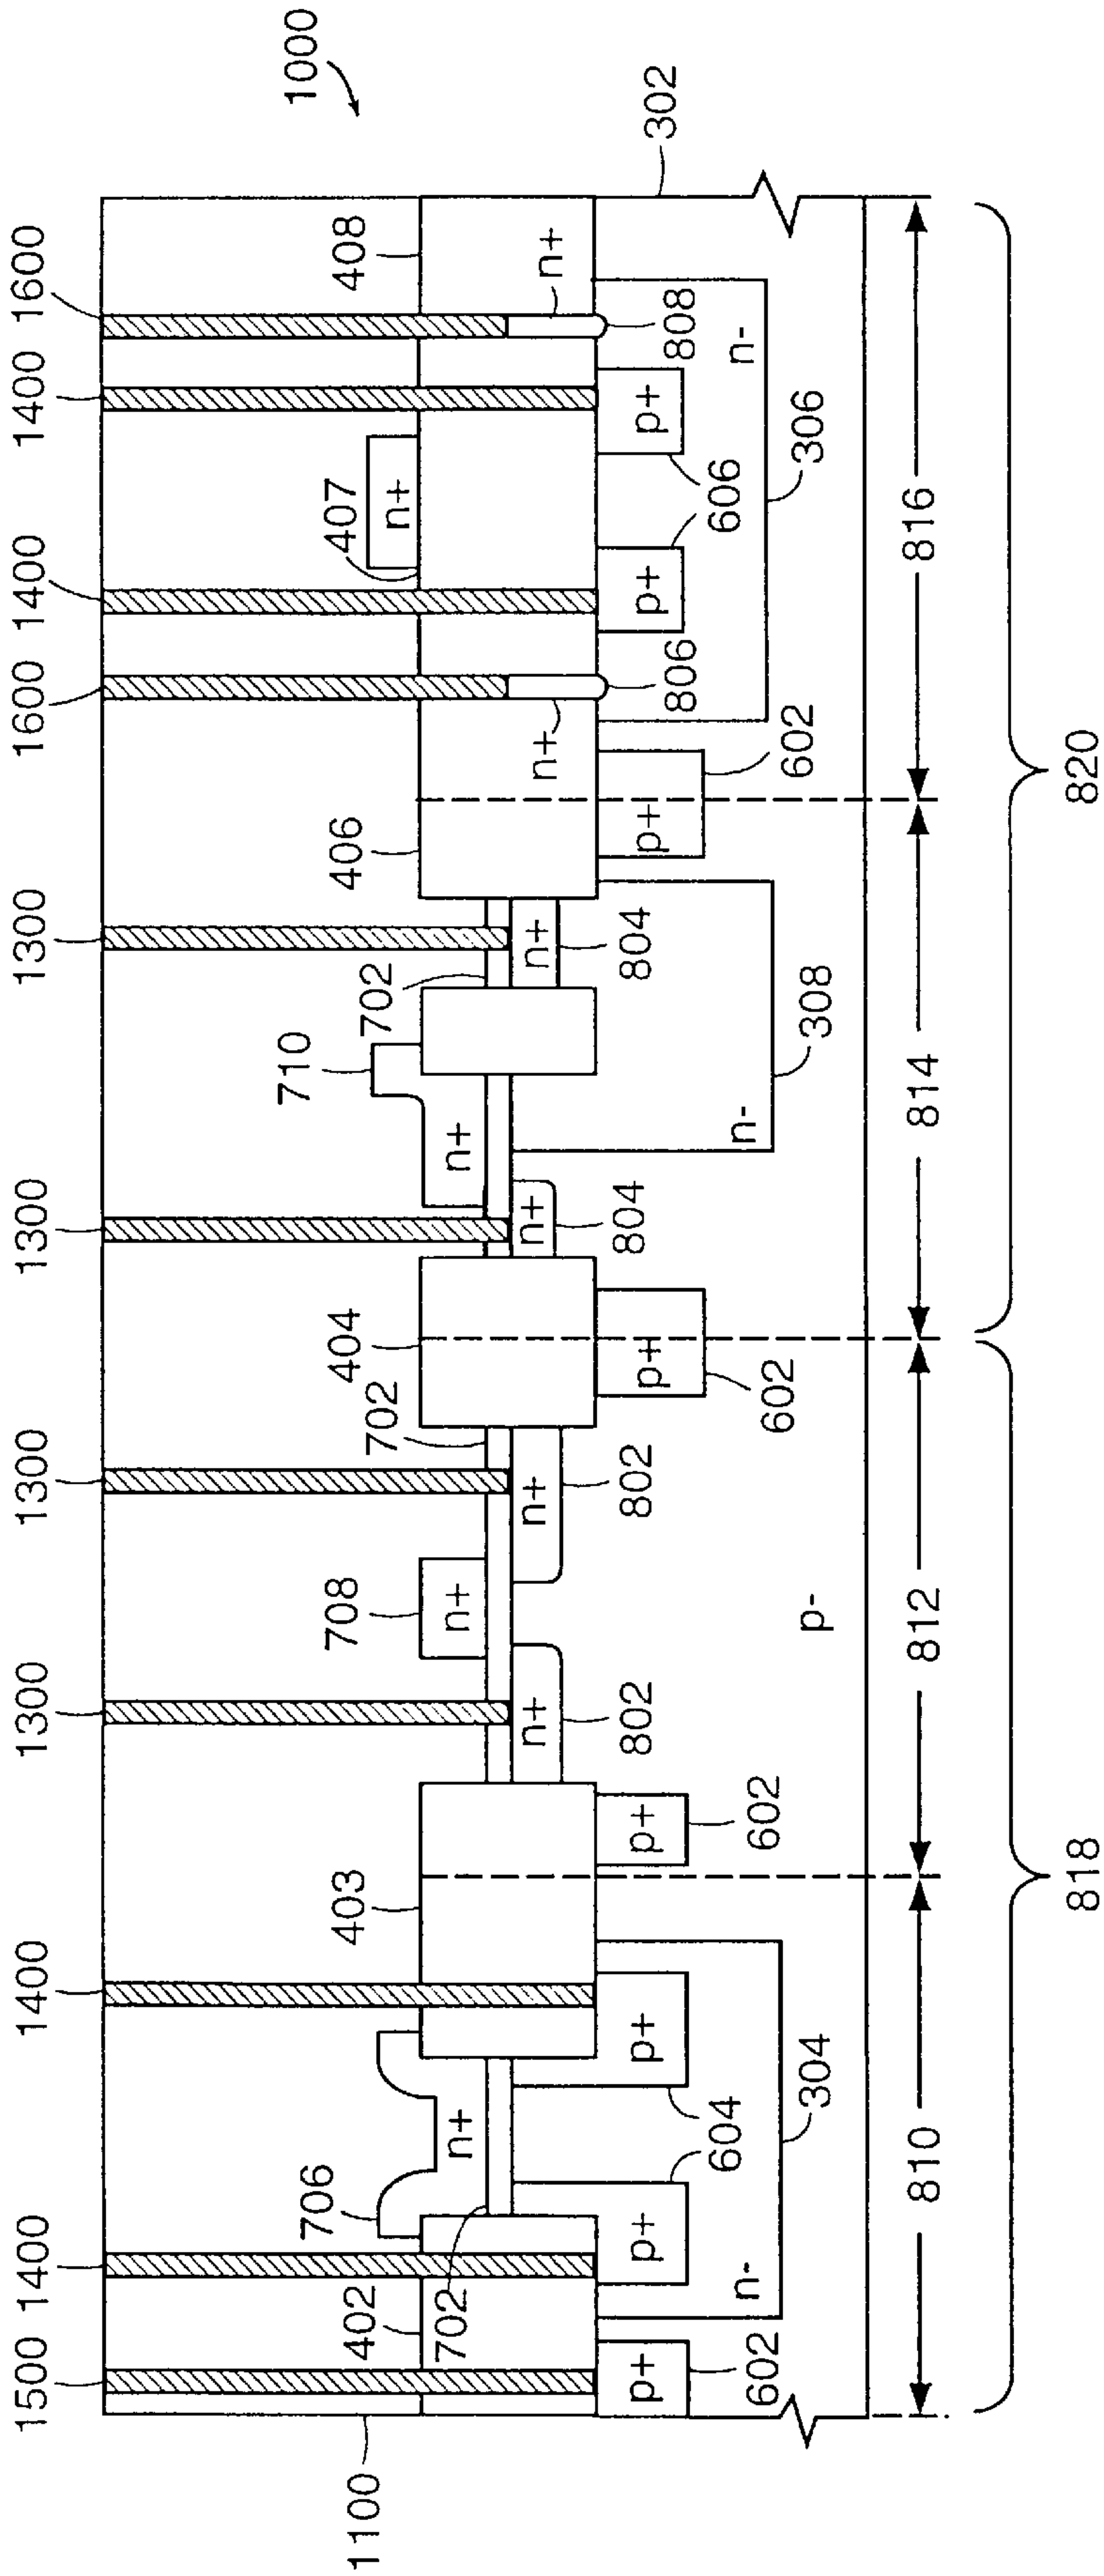 1000
1500 1400 1400 1300 1300 1300 1300 1600 1400 1400 1600
1100
710
706 708 407
402 403 404 406 408
702 702 702
n+ n+ n+ n+
n+ n+ n+ n+ n+ n+
802 802 804 804
p+ p+ p+ p+ p+ p+ p+ p+
806 808
302
602 604 602 602 606 602
n- n- n-
304 308 306
p-
810 812 814 816
818 820